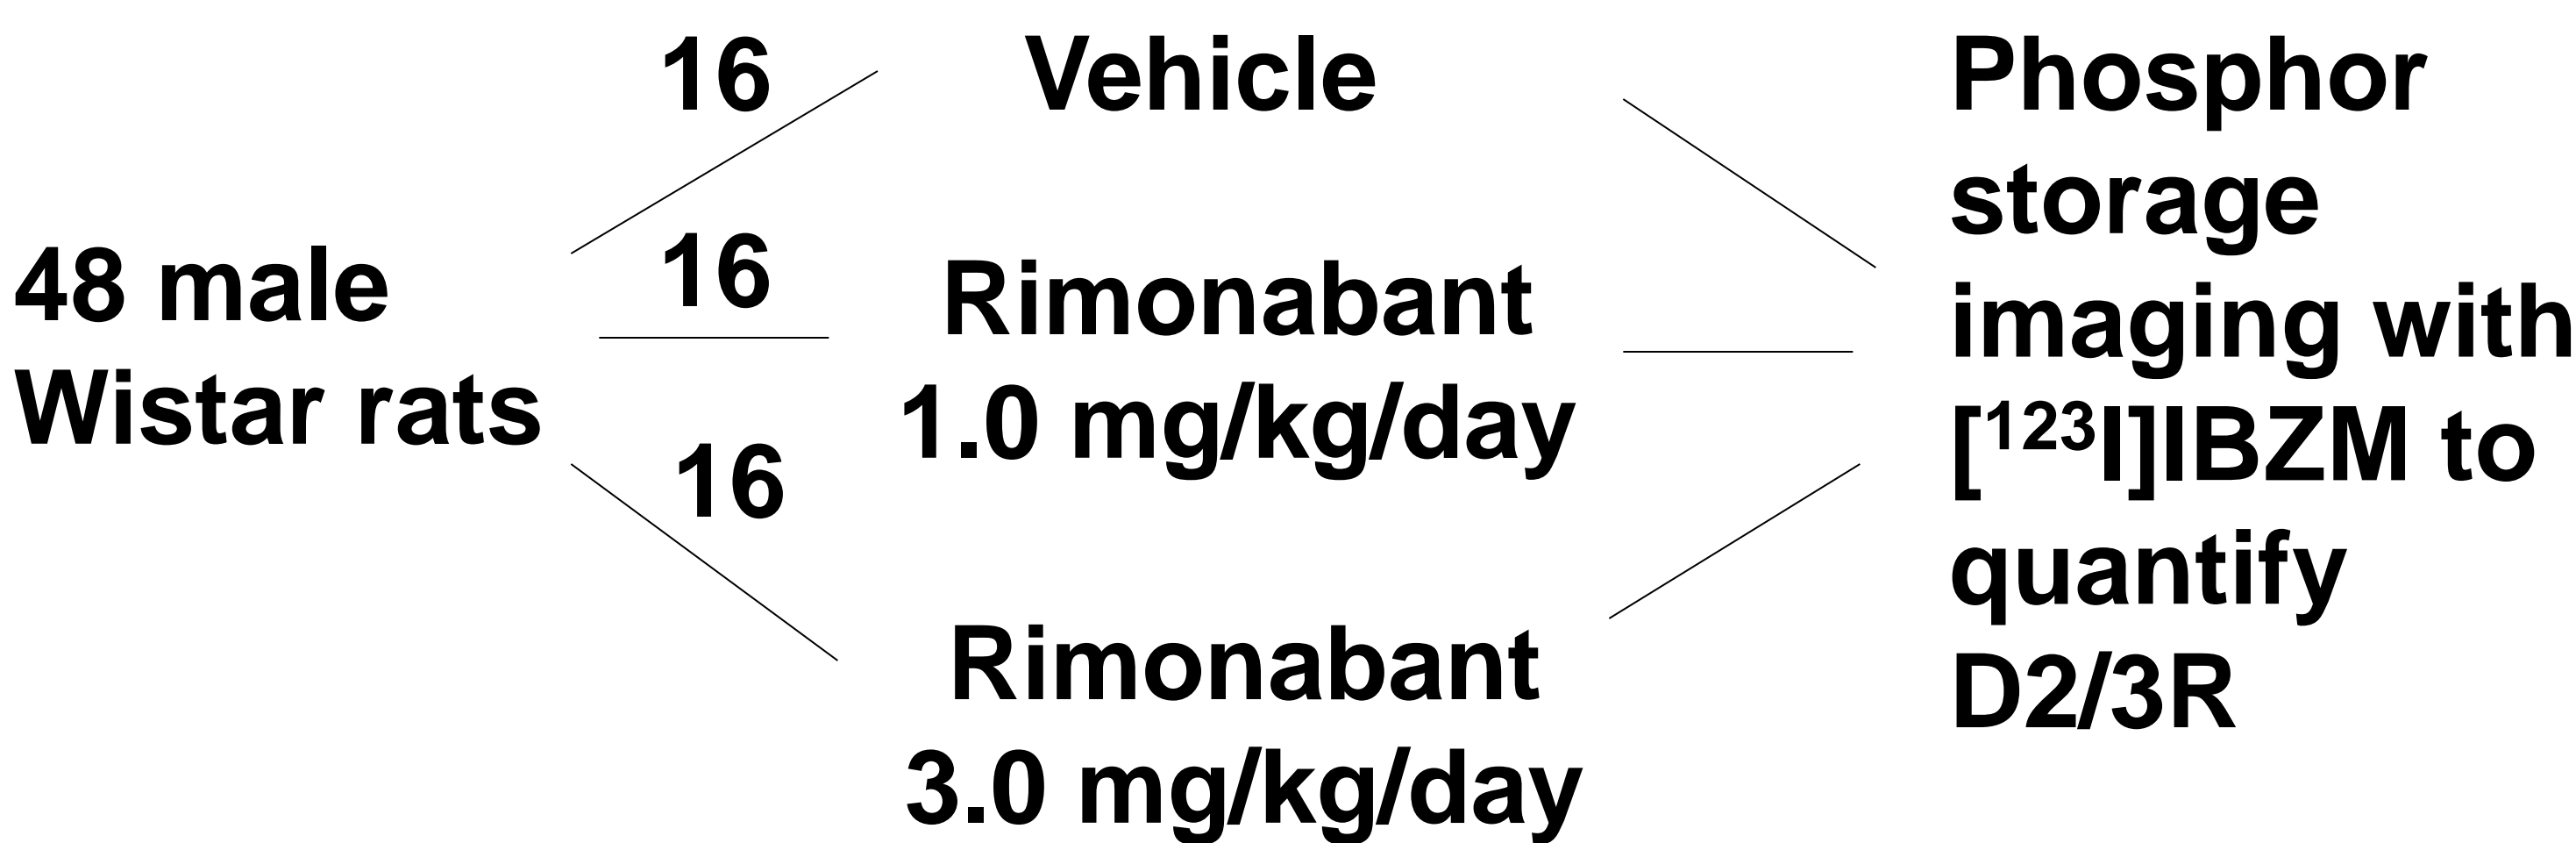 48 male
Wistar rats
16
16
16
Vehicle
Rimonabant
1.0 mg/kg/day
Rimonabant
3.0 mg/kg/day
Phosphor
storage
imaging with
[¹²³I]IBZM to
quantify
D2/3R